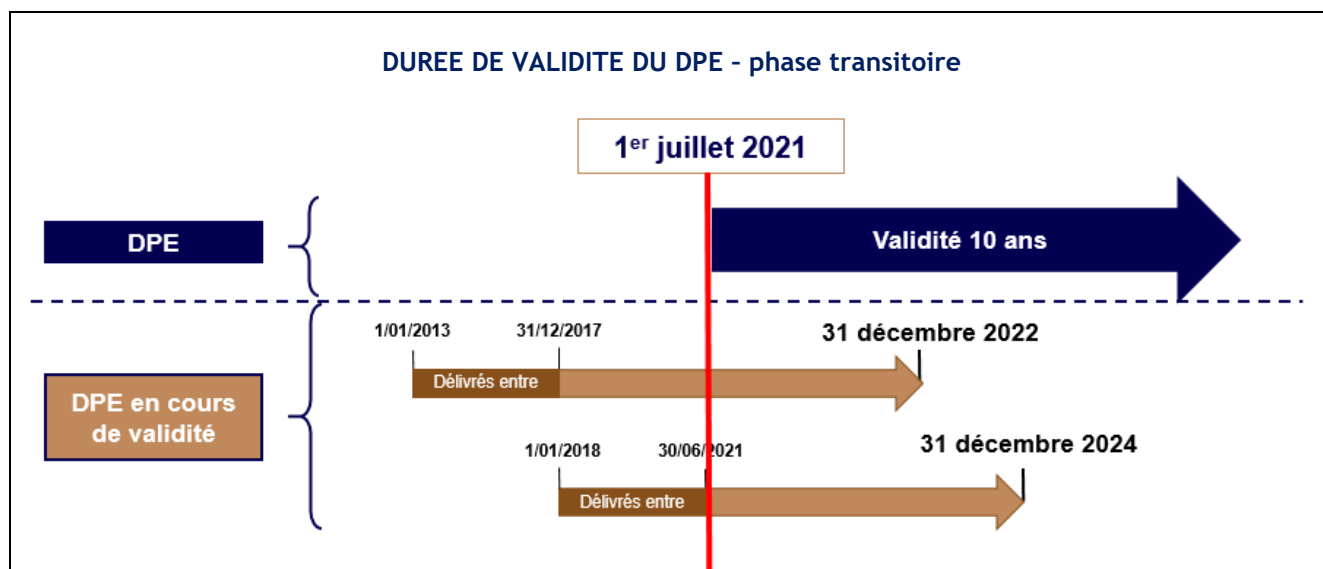 DUREE DE VALIDITE DU DPE - phase transitoire
1er juillet 2021
DPE
Validité 10 ans
1/01/2013
31/12/2017
31 décembre 2022
Délivrés entre
DPE en cours
de validité
1/01/2018
30/06/2021
31 décembre 2024
Délivrés entre